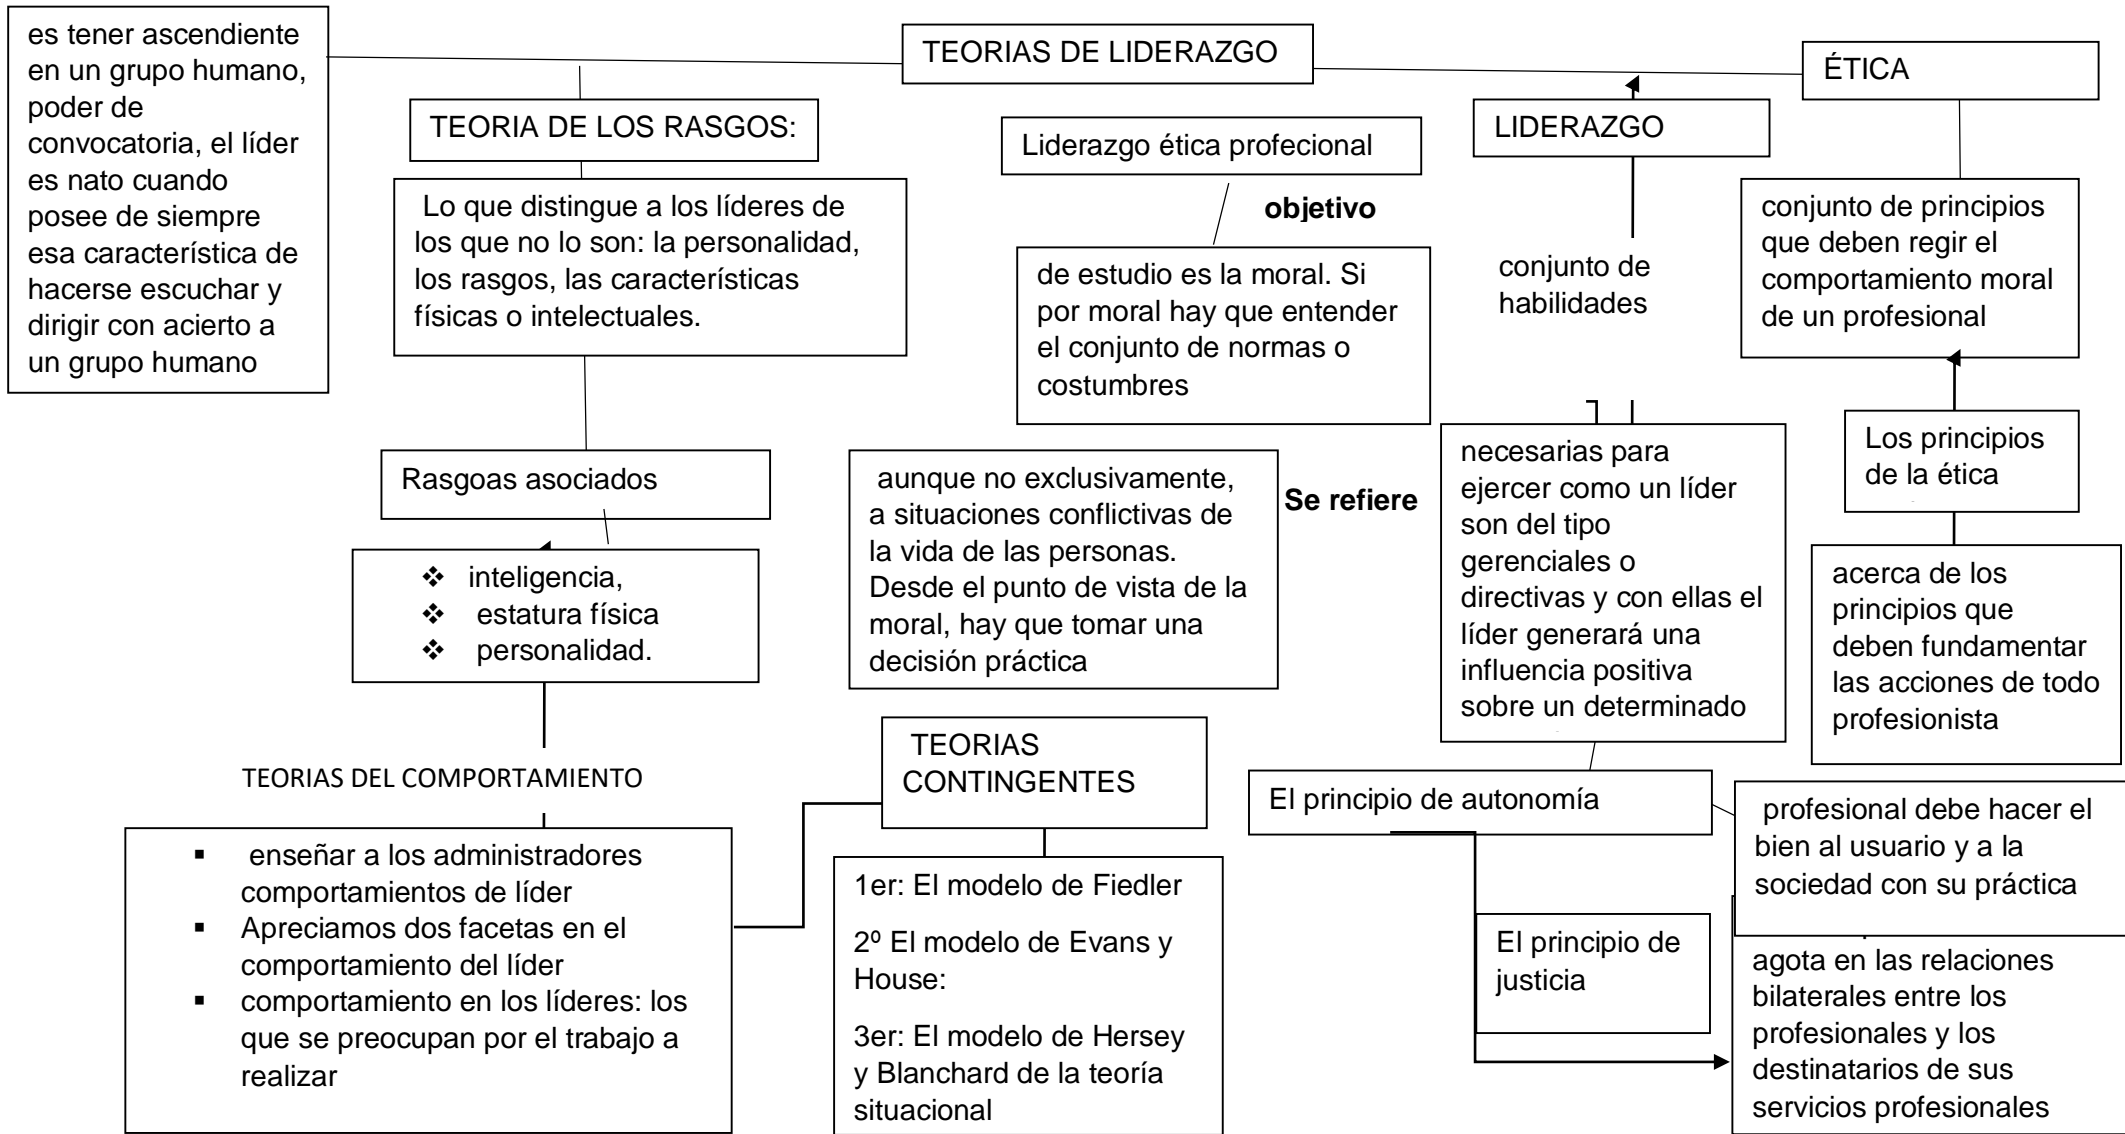 es tener ascendiente
en un grupo humano,
poder de
convocatoria, el líder
es nato cuando
posee de siempre
esa característica de
hacerse escuchar y
dirigir con acierto a
un grupo humano
TEORIAS DE LIDERAZGO
ÉTICA
TEORIA DE LOS RASGOS:
Lo que distingue a los líderes de
los que no lo son: la personalidad,
los rasgos, las características
físicas o intelectuales.
Rasgoas asociados
❖ inteligencia,
❖ estatura física
❖ personalidad.
TEORIAS DEL COMPORTAMIENTO
▪ enseñar a los administradores
comportamientos de líder
▪ Apreciamos dos facetas en el
comportamiento del líder
▪ comportamiento en los líderes: los
que se preocupan por el trabajo a
realizar
Liderazgo ética profecional
objetivo
de estudio es la moral. Si
por moral hay que entender
el conjunto de normas o
costumbres
aunque no exclusivamente,
a situaciones conflictivas de
la vida de las personas.
Desde el punto de vista de la
moral, hay que tomar una
decisión práctica
Se refiere
TEORIAS
CONTINGENTES
1er: El modelo de Fiedler
2º El modelo de Evans y
House:
3er: El modelo de Hersey
y Blanchard de la teoría
situacional
LIDERAZGO
conjunto de
habilidades
necesarias para
ejercer como un líder
son del tipo
gerenciales o
directivas y con ellas el
líder generará una
influencia positiva
sobre un determinado
El principio de autonomía
El principio de
justicia
conjunto de principios
que deben regir el
comportamiento moral
de un profesional
Los principios
de la ética
acerca de los
principios que
deben fundamentar
las acciones de todo
profesionista
profesional debe hacer el
bien al usuario y a la
sociedad con su práctica
agota en las relaciones
bilaterales entre los
profesionales y los
destinatarios de sus
servicios profesionales